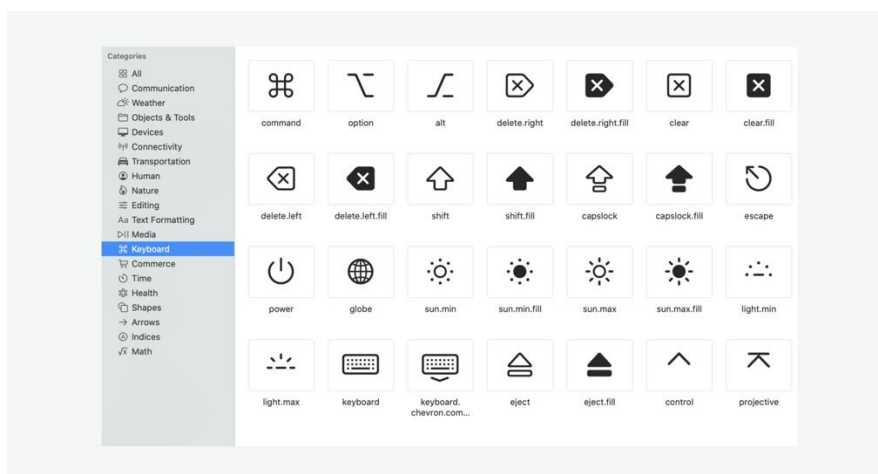 Categories
All
Communication
Weather
Objects & Tools
Devices
Connectivity
Transportation
Human
Nature
Editing
Aa Text Formatting
Media
Keyboard
Commerce
Time
Health
Shapes
Arrows
Indices
√x Math
command option alt delete.right delete.right.fill clear clear.fill
delete.left delete.left.fill shift shift.fill capslock capslock.fill escape
power globe sun.min sun.min.fill sun.max sun.max.fill light.min
light.max keyboard keyboard. eject eject.fill control projective
chevron.com...